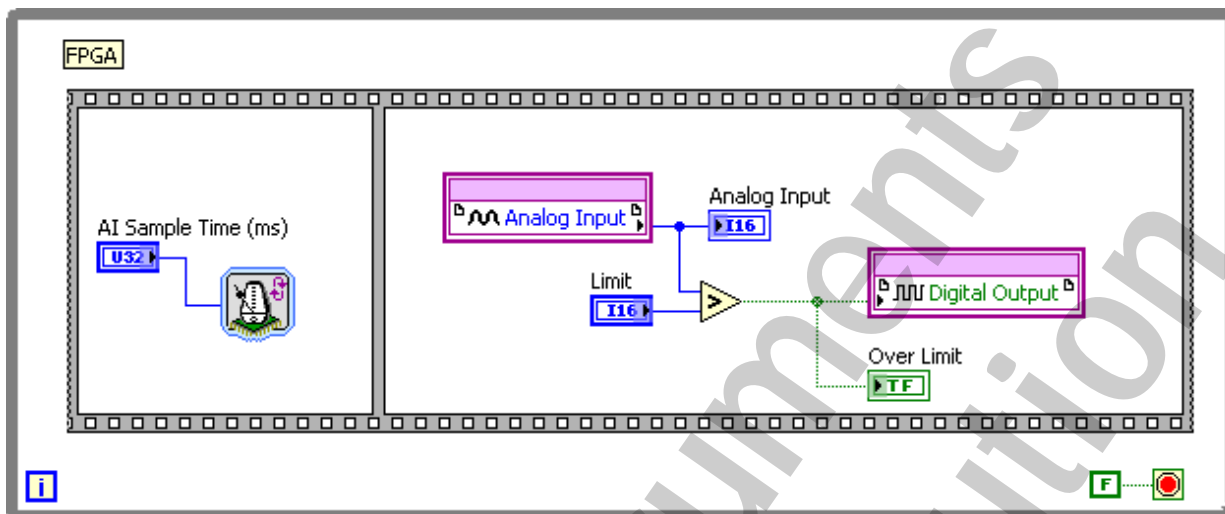 FPGA
AI Sample Time (ms)
U32
Analog Input
Analog Input
I16
Limit
I16
>
Digital Output
Over Limit
TF
i
F